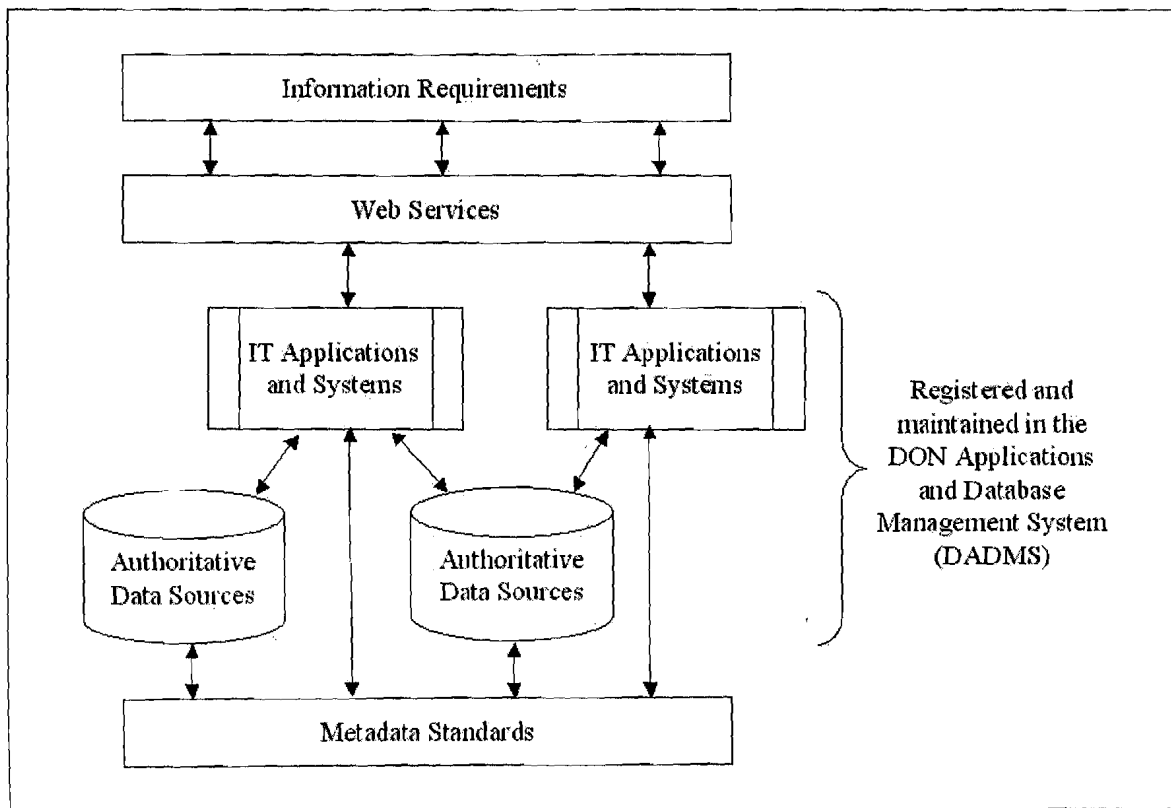 Information Requirements
Web Services
IT Applications
and Systems
IT Applications
and Systems
Registered and
maintained in the
DON Applications
and Database
Management System
(DADMS)
Authoritative
Data Sources
Authoritative
Data Sources
Metadata Standards